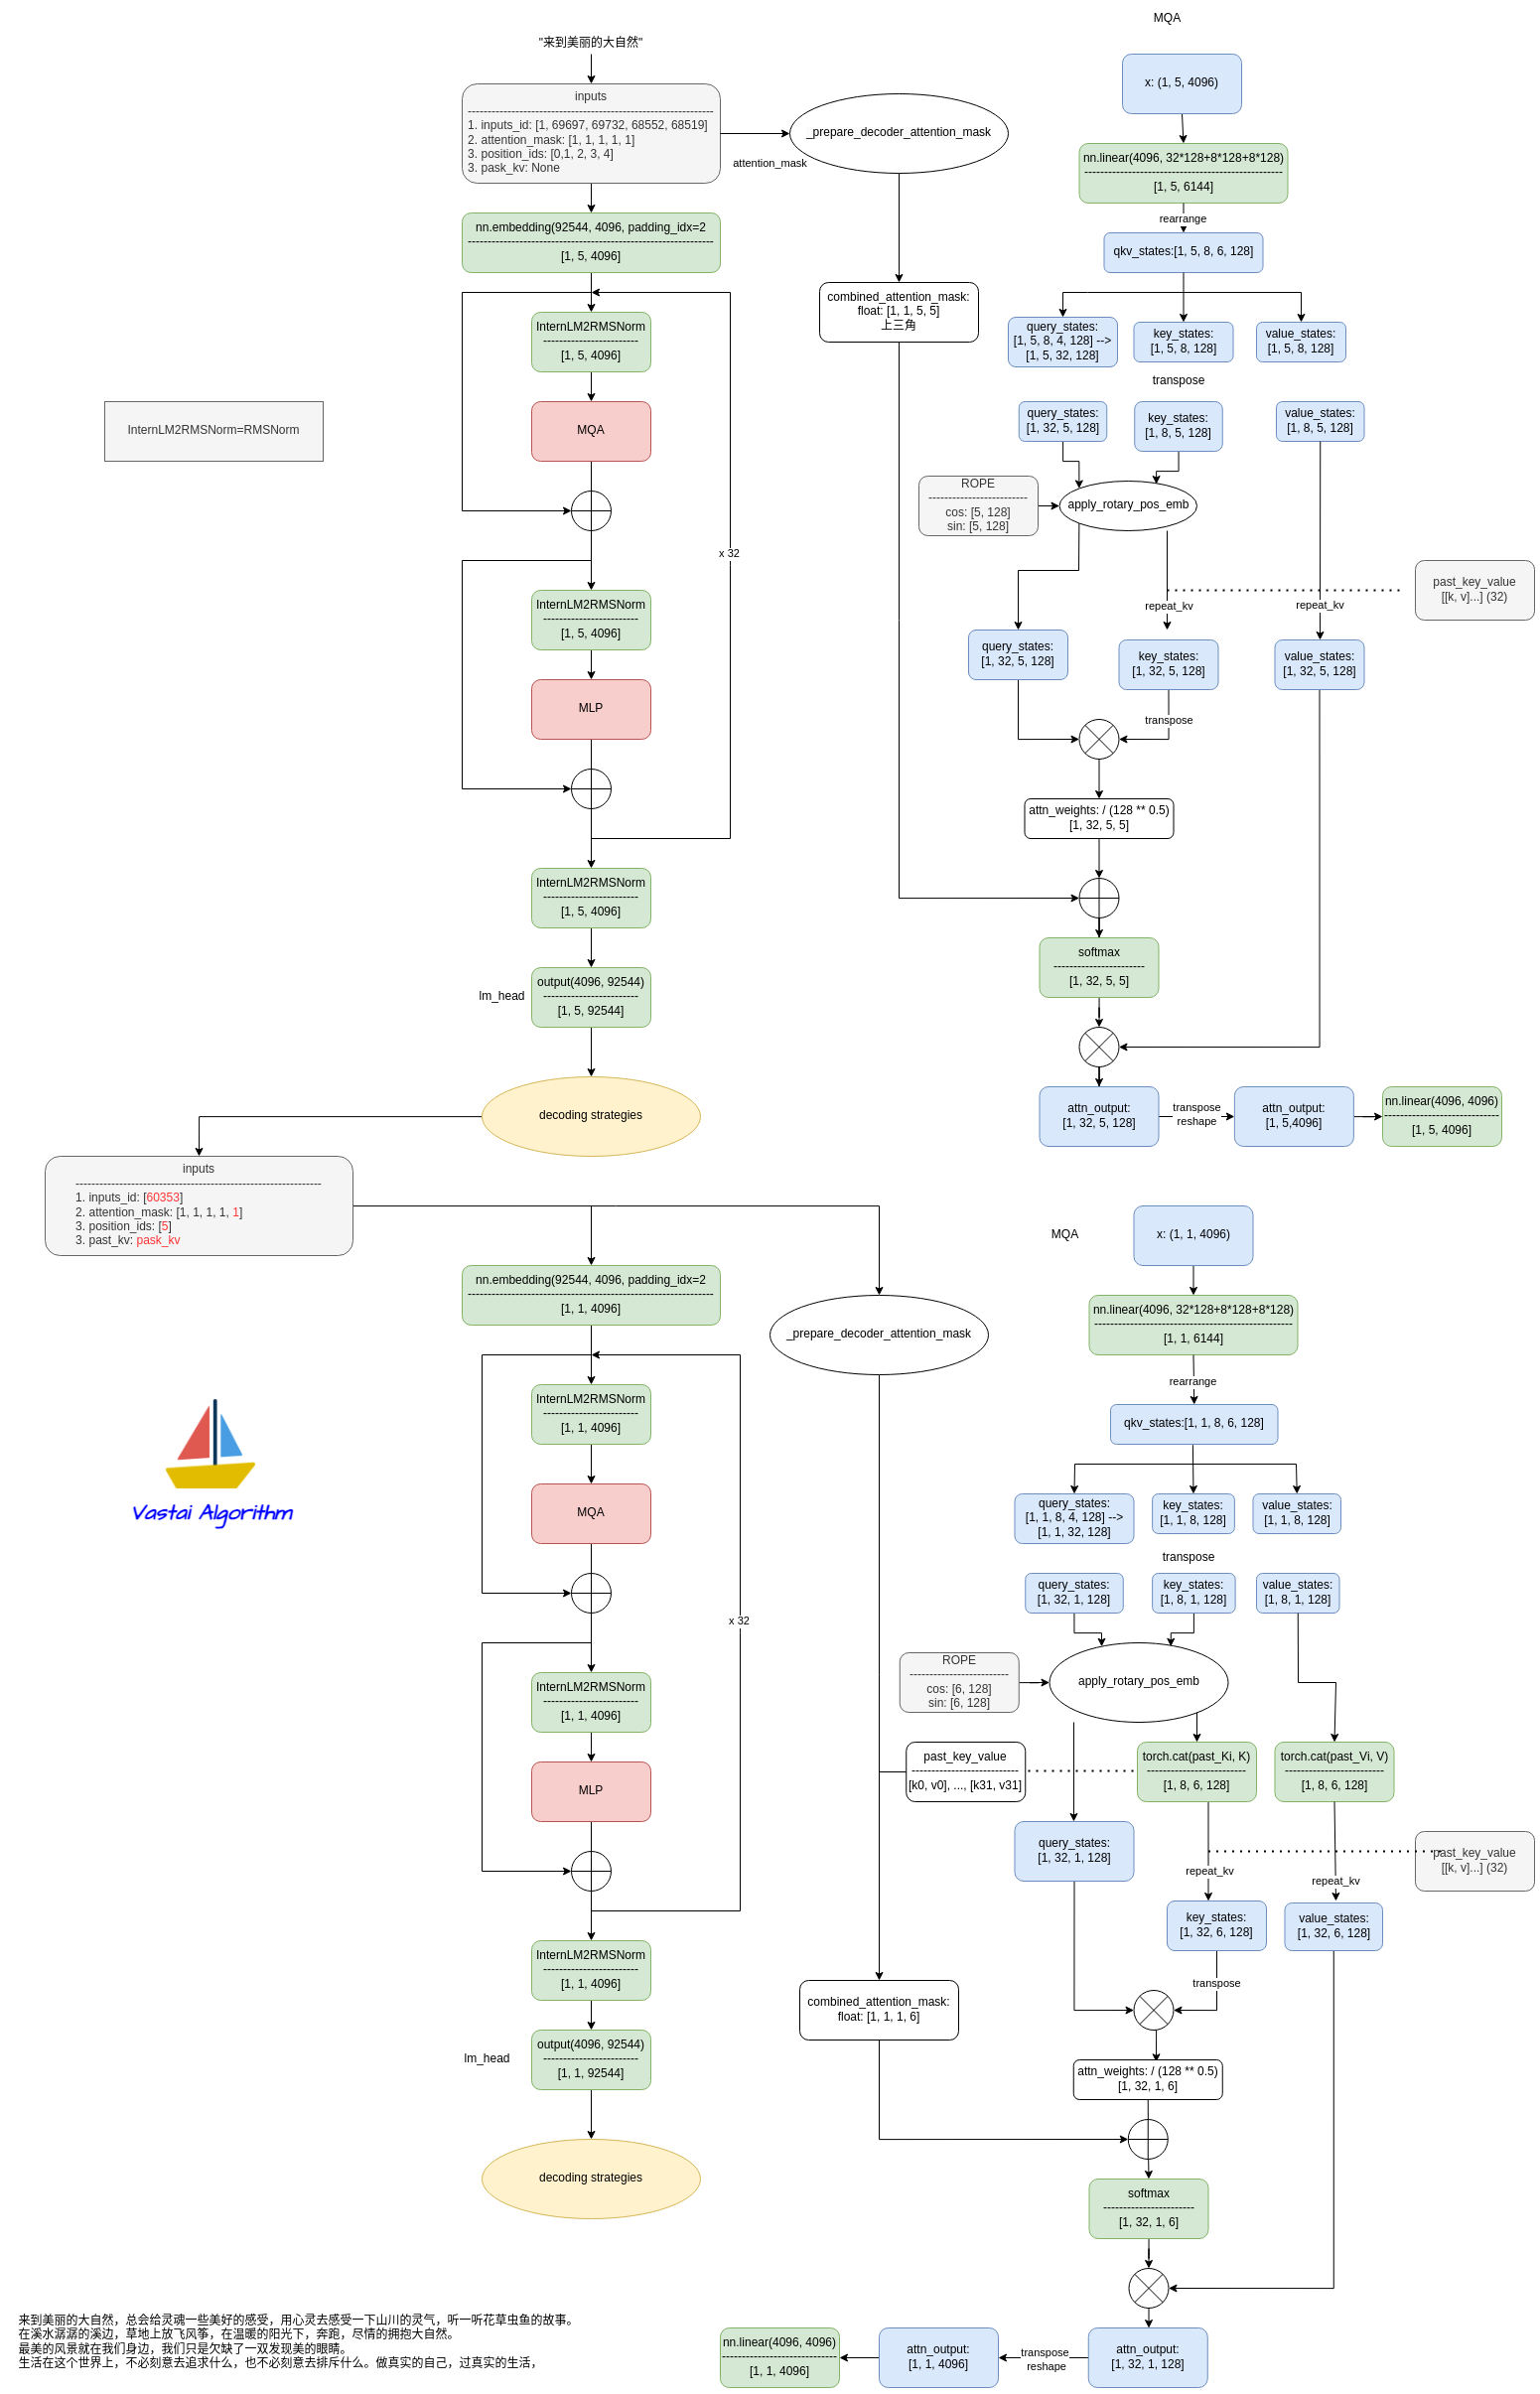 MQA
"来到美丽的大自然"
inputs
--------------------------------------------------------------
1. inputs_id: [1, 69697, 69732, 68552, 68519]
2. attention_mask: [1, 1, 1, 1, 1]
3. position_ids: [0,1, 2, 3, 4]
3. pask_kv: None
attention_mask
_prepare_decoder_attention_mask
nn.embedding(92544, 4096, padding_idx=2
--------------------------------------------------------------
[1, 5, 4096]
combined_attention_mask:
float: [1, 1, 5, 5]
上三角
InternLM2RMSNorm
------------------------
[1, 5, 4096]
InternLM2RMSNorm=RMSNorm
MQA
x 32
InternLM2RMSNorm
------------------------
[1, 5, 4096]
MLP
InternLM2RMSNorm
------------------------
[1, 5, 4096]
lm_head
output(4096, 92544)
------------------------
[1, 5, 92544]
decoding strategies
x: (1, 5, 4096)
nn.linear(4096, 32*128+8*128+8*128)
--------------------------------------------------
[1, 5, 6144]
rearrange
qkv_states:[1, 5, 8, 6, 128]
query_states:
[1, 5, 8, 4, 128] -->
[1, 5, 32, 128]
key_states:
[1, 5, 8, 128]
value_states:
[1, 5, 8, 128]
transpose
query_states:
[1, 32, 5, 128]
key_states:
[1, 8, 5, 128]
value_states:
[1, 8, 5, 128]
ROPE
-------------------------
cos: [5, 128]
sin: [5, 128]
apply_rotary_pos_emb
past_key_value
[[k, v]...] (32)
repeat_kv
repeat_kv
query_states:
[1, 32, 5, 128]
key_states:
[1, 32, 5, 128]
value_states:
[1, 32, 5, 128]
transpose
attn_weights: / (128 ** 0.5)
[1, 32, 5, 5]
softmax
-----------------------
[1, 32, 5, 5]
attn_output:
[1, 32, 5, 128]
transpose
reshape
attn_output:
[1, 5,4096]
nn.linear(4096, 4096)
-----------------------------
[1, 5, 4096]
inputs
--------------------------------------------------------------
1. inputs_id: [60353]
2. attention_mask: [1, 1, 1, 1, 1]
3. position_ids: [5]
3. past_kv: pask_kv
nn.embedding(92544, 4096, padding_idx=2
--------------------------------------------------------------
[1, 1, 4096]
_prepare_decoder_attention_mask
InternLM2RMSNorm
------------------------
[1, 1, 4096]
Vastai Algorithm
MQA
x 32
InternLM2RMSNorm
------------------------
[1, 1, 4096]
MLP
InternLM2RMSNorm
------------------------
[1, 1, 4096]
lm_head
output(4096, 92544)
------------------------
[1, 1, 92544]
decoding strategies
MQA
x: (1, 1, 4096)
nn.linear(4096, 32*128+8*128+8*128)
--------------------------------------------------
[1, 1, 6144]
rearrange
qkv_states:[1, 1, 8, 6, 128]
query_states:
[1, 1, 8, 4, 128] -->
[1, 1, 32, 128]
key_states:
[1, 1, 8, 128]
value_states:
[1, 1, 8, 128]
transpose
query_states:
[1, 32, 1, 128]
key_states:
[1, 8, 1, 128]
value_states:
[1, 8, 1, 128]
ROPE
-------------------------
cos: [6, 128]
sin: [6, 128]
apply_rotary_pos_emb
past_key_value
---------------------------
[k0, v0], ..., [k31, v31]
torch.cat(past_Ki, K)
-------------------------
[1, 8, 6, 128]
torch.cat(past_Vi, V)
-------------------------
[1, 8, 6, 128]
query_states:
[1, 32, 1, 128]
past_key_value
[[k, v]...] (32)
repeat_kv
repeat_kv
key_states:
[1, 32, 6, 128]
value_states:
[1, 32, 6, 128]
transpose
combined_attention_mask:
float: [1, 1, 1, 6]
attn_weights: / (128 ** 0.5)
[1, 32, 1, 6]
softmax
-----------------------
[1, 32, 1, 6]
attn_output:
[1, 32, 1, 128]
transpose
reshape
attn_output:
[1, 1, 4096]
nn.linear(4096, 4096)
-----------------------------
[1, 1, 4096]
来到美丽的大自然，总会给灵魂一些美好的感受，用心灵去感受一下山川的灵气，听一听花草虫鱼的故事。
在溪水潺潺的溪边，草地上放飞风筝，在温暖的阳光下，奔跑，尽情的拥抱大自然。
最美的风景就在我们身边，我们只是欠缺了一双发现美的眼睛。
生活在这个世界上，不必刻意去追求什么，也不必刻意去排斥什么。做真实的自己，过真实的生活，